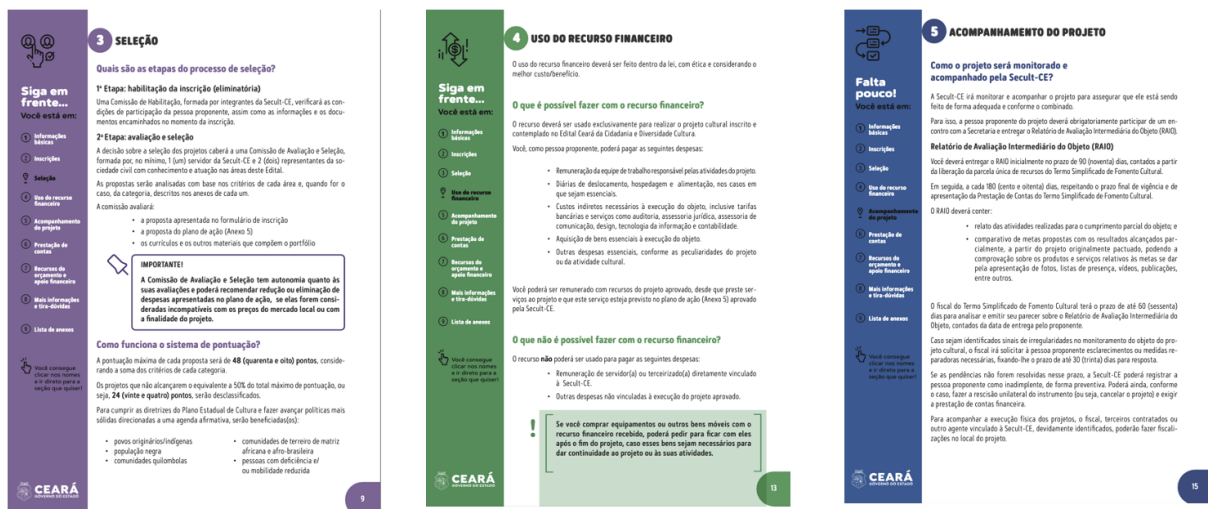 3 SELEÇÃO
Siga em
frente...
Você está em:
1 Informações
básicas
2 Inscrições
Seleção
4 Uso do recurso
financeiro
5 Acompanhamento
do projeto
6 Prestação de
contas
7 Recursos do
orçamento e
apoio financeiro
8 Mais informações
e tira-dúvidas
9 Lista de anexos
Você consegue
clicar nos nomes
e ir direto para a
seção que quiser!
CEARÁ
GOVERNO DO ESTADO
Quais são as etapas do processo de seleção?
1ª Etapa: habilitação da inscrição (eliminatória)
Uma Comissão de Habilitação, formada por integrantes da Secult-CE, verificará as con-
dições de participação da pessoa proponente, assim como as informações e os docu-
mentos encaminhados no momento da inscrição.
2ª Etapa: avaliação e seleção
A decisão sobre a seleção dos projetos caberá a uma Comissão de Avaliação e Seleção,
formada por, no mínimo, 1 (um) servidor da Secult-CE e 2 (dois) representantes da so-
ciedade civil com conhecimento e atuação nas áreas deste Edital.
As propostas serão analisadas com base nos critérios de cada área e, quando for o
caso, da categoria, descritos nos anexos de cada um.
A comissão avaliará:
• a proposta apresentada no formulário de inscrição
• a proposta do plano de ação (Anexo 5)
• os currículos e os outros materiais que compõem o portfólio
IMPORTANTE!
A Comissão de Avaliação e Seleção tem autonomia quanto às
suas avaliações e poderá recomendar redução ou eliminação de
despesas apresentadas no plano de ação, se elas forem consi-
deradas incompatíveis com os preços do mercado local ou com
a finalidade do projeto.
Como funciona o sistema de pontuação?
A pontuação máxima de cada proposta será de 48 (quarenta e oito) pontos, conside-
rando a soma dos critérios de cada categoria.
Os projetos que não alcançarem o equivalente a 50% do total máximo de pontuação, ou
seja, 24 (vinte e quatro) pontos, serão desclassificados.
Para cumprir as diretrizes do Plano Estadual de Cultura e fazer avançar políticas mais
sólidas direcionadas a uma agenda afirmativa, serão beneficiadas(os):
• povos originários/indígenas
• população negra
• comunidades quilombolas
• comunidades de terreiro de matriz
africana e afro-brasileira
• pessoas com deficiência e/
ou mobilidade reduzida
9
4 USO DO RECURSO FINANCEIRO
Siga em
frente...
Você está em:
1 Informações
básicas
2 Inscrições
3 Seleção
Uso do recurso
financeiro
5 Acompanhamento
do projeto
6 Prestação de
contas
7 Recursos do
orçamento e
apoio financeiro
8 Mais informações
e tira-dúvidas
9 Lista de anexos
Você consegue
clicar nos nomes
e ir direto para a
seção que quiser!
CEARÁ
GOVERNO DO ESTADO
O uso do recurso financeiro deverá ser feito dentro da lei, com ética e considerando o
melhor custo/benefício.
O que é possível fazer com o recurso financeiro?
O recurso deverá ser usado exclusivamente para realizar o projeto cultural inscrito e
contemplado no Edital Ceará da Cidadania e Diversidade Cultura.
Você, como pessoa proponente, poderá pagar as seguintes despesas:
• Remuneração da equipe de trabalho responsável pelas atividades do projeto.
• Diárias de deslocamento, hospedagem e alimentação, nos casos em
que sejam essenciais.
• Custos indiretos necessários à execução do objeto, inclusive tarifas
bancárias e serviços como auditoria, assessoria jurídica, assessoria de
comunicação, design, tecnologia da informação e contabilidade.
• Aquisição de bens essenciais à execução do objeto.
• Outras despesas essenciais, conforme as peculiaridades do projeto
ou da atividade cultural.
Você poderá ser remunerado com recursos do projeto aprovado, desde que preste ser-
viços ao projeto e que este serviço esteja previsto no plano de ação (Anexo 5) aprovado
pela Secult-CE.
O que não é possível fazer com o recurso financeiro?
O recurso não poderá ser usado para pagar as seguintes despesas:
• Remuneração de servidor(a) ou terceirizado(a) diretamente vinculado
à Secult-CE.
• Outras despesas não vinculadas à execução do projeto aprovado.
! Se você comprar equipamentos ou outros bens móveis com o
recurso financeiro recebido, poderá pedir para ficar com eles
após o fim do projeto, caso esses bens sejam necessários para
dar continuidade ao projeto ou às suas atividades.
13
5 ACOMPANHAMENTO DO PROJETO
Falta
pouco!
Você está em:
1 Informações
básicas
2 Inscrições
3 Seleção
4 Uso do recurso
financeiro
Acompanhamento
do projeto
6 Prestação de
contas
7 Recursos do
orçamento e
apoio financeiro
8 Mais informações
e tira-dúvidas
9 Lista de anexos
Você consegue
clicar nos nomes
e ir direto para a
seção que quiser!
CEARÁ
GOVERNO DO ESTADO
Como o projeto será monitorado e
acompanhado pela Secult-CE?
A Secult-CE irá monitorar e acompanhar o projeto para assegurar que ele está sendo
feito de forma adequada e conforme o combinado.
Para isso, a pessoa proponente do projeto deverá obrigatoriamente participar de um en-
contro com a Secretaria e entregar o Relatório de Avaliação Intermediária do Objeto (RAIO).
Relatório de Avaliação Intermediário do Objeto (RAIO)
Você deverá entregar o RAIO inicialmente no prazo de 90 (noventa) dias, contados a partir
da liberação da parcela única de recursos do Termo Simplificado de Fomento Cultural.
Em seguida, a cada 180 (cento e oitenta) dias, respeitando o prazo final de vigência e de
apresentação da Prestação de Contas do Termo Simplificado de Fomento Cultural.
O RAIO deverá conter:
• relato das atividades realizadas para o cumprimento parcial do objeto; e
• comparativo de metas propostas com os resultados alcançados par-
cialmente, a partir do projeto originalmente pactuado, podendo a
comprovação sobre os produtos e serviços relativos às metas se dar
pela apresentação de fotos, listas de presença, vídeos, publicações,
entre outros.
O fiscal do Termo Simplificado de Fomento Cultural terá o prazo de até 60 (sessenta)
dias para analisar e emitir seu parecer sobre o Relatório de Avaliação Intermediária do
Objeto, contados da data de entrega pelo proponente.
Caso sejam identificados sinais de irregularidades no monitoramento do objeto do pro-
jeto cultural, o fiscal irá solicitar à pessoa proponente esclarecimentos ou medidas re-
paradoras necessárias, fixando-lhe o prazo de até 30 (trinta) dias para resposta.
Se as pendências não forem resolvidas nesse prazo, a Secult-CE poderá registrar a
pessoa proponente como inadimplente, de forma preventiva. Poderá ainda, conforme
o caso, fazer a rescisão unilateral do instrumento (ou seja, cancelar o projeto) e exigir
a prestação de contas financeira.
Para acompanhar a execução física dos projetos, o fiscal, terceiros contratados ou
outro agente vinculado à Secult-CE, devidamente identificados, poderão fazer fiscali-
zações no local do projeto.
15